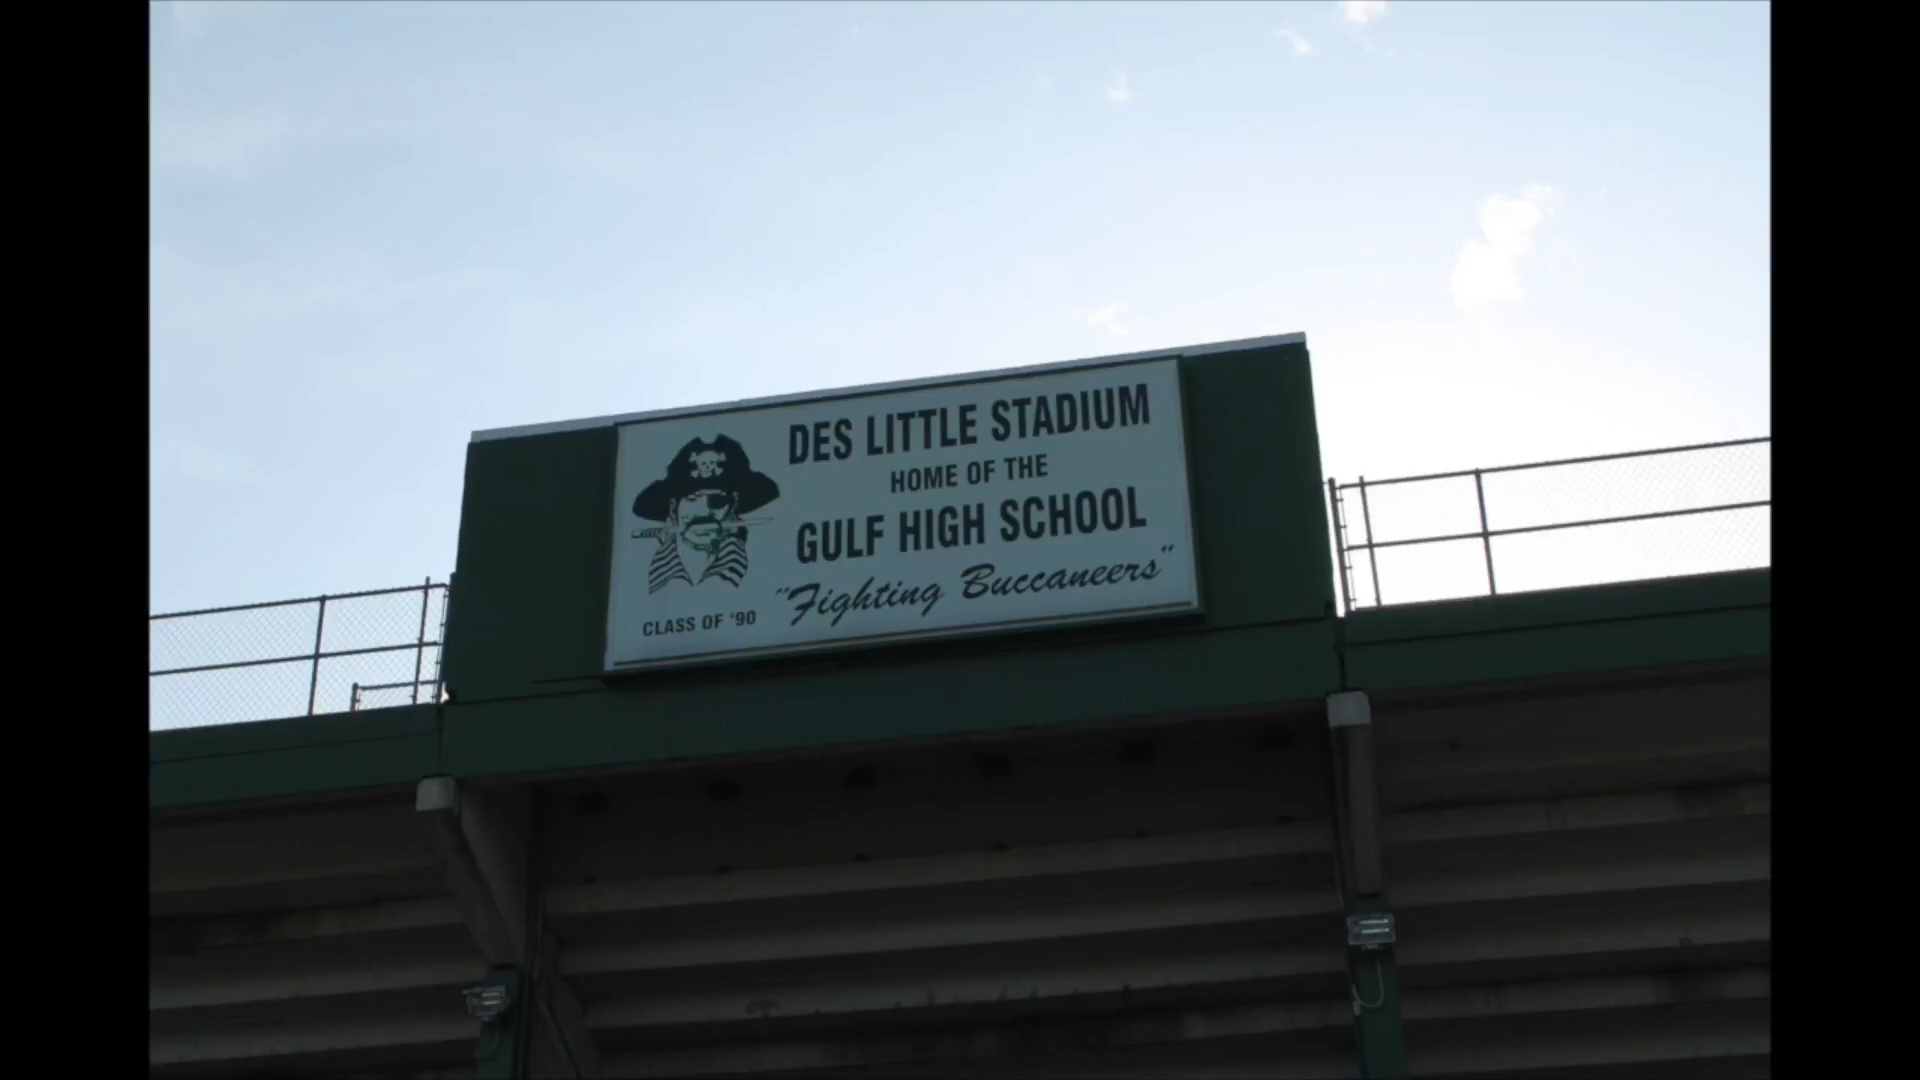 DES LITTLE STADIUM
HOME OF THE
GULF HIGH SCHOOL
"Fighting Buccaneers"
CLASS OF '90